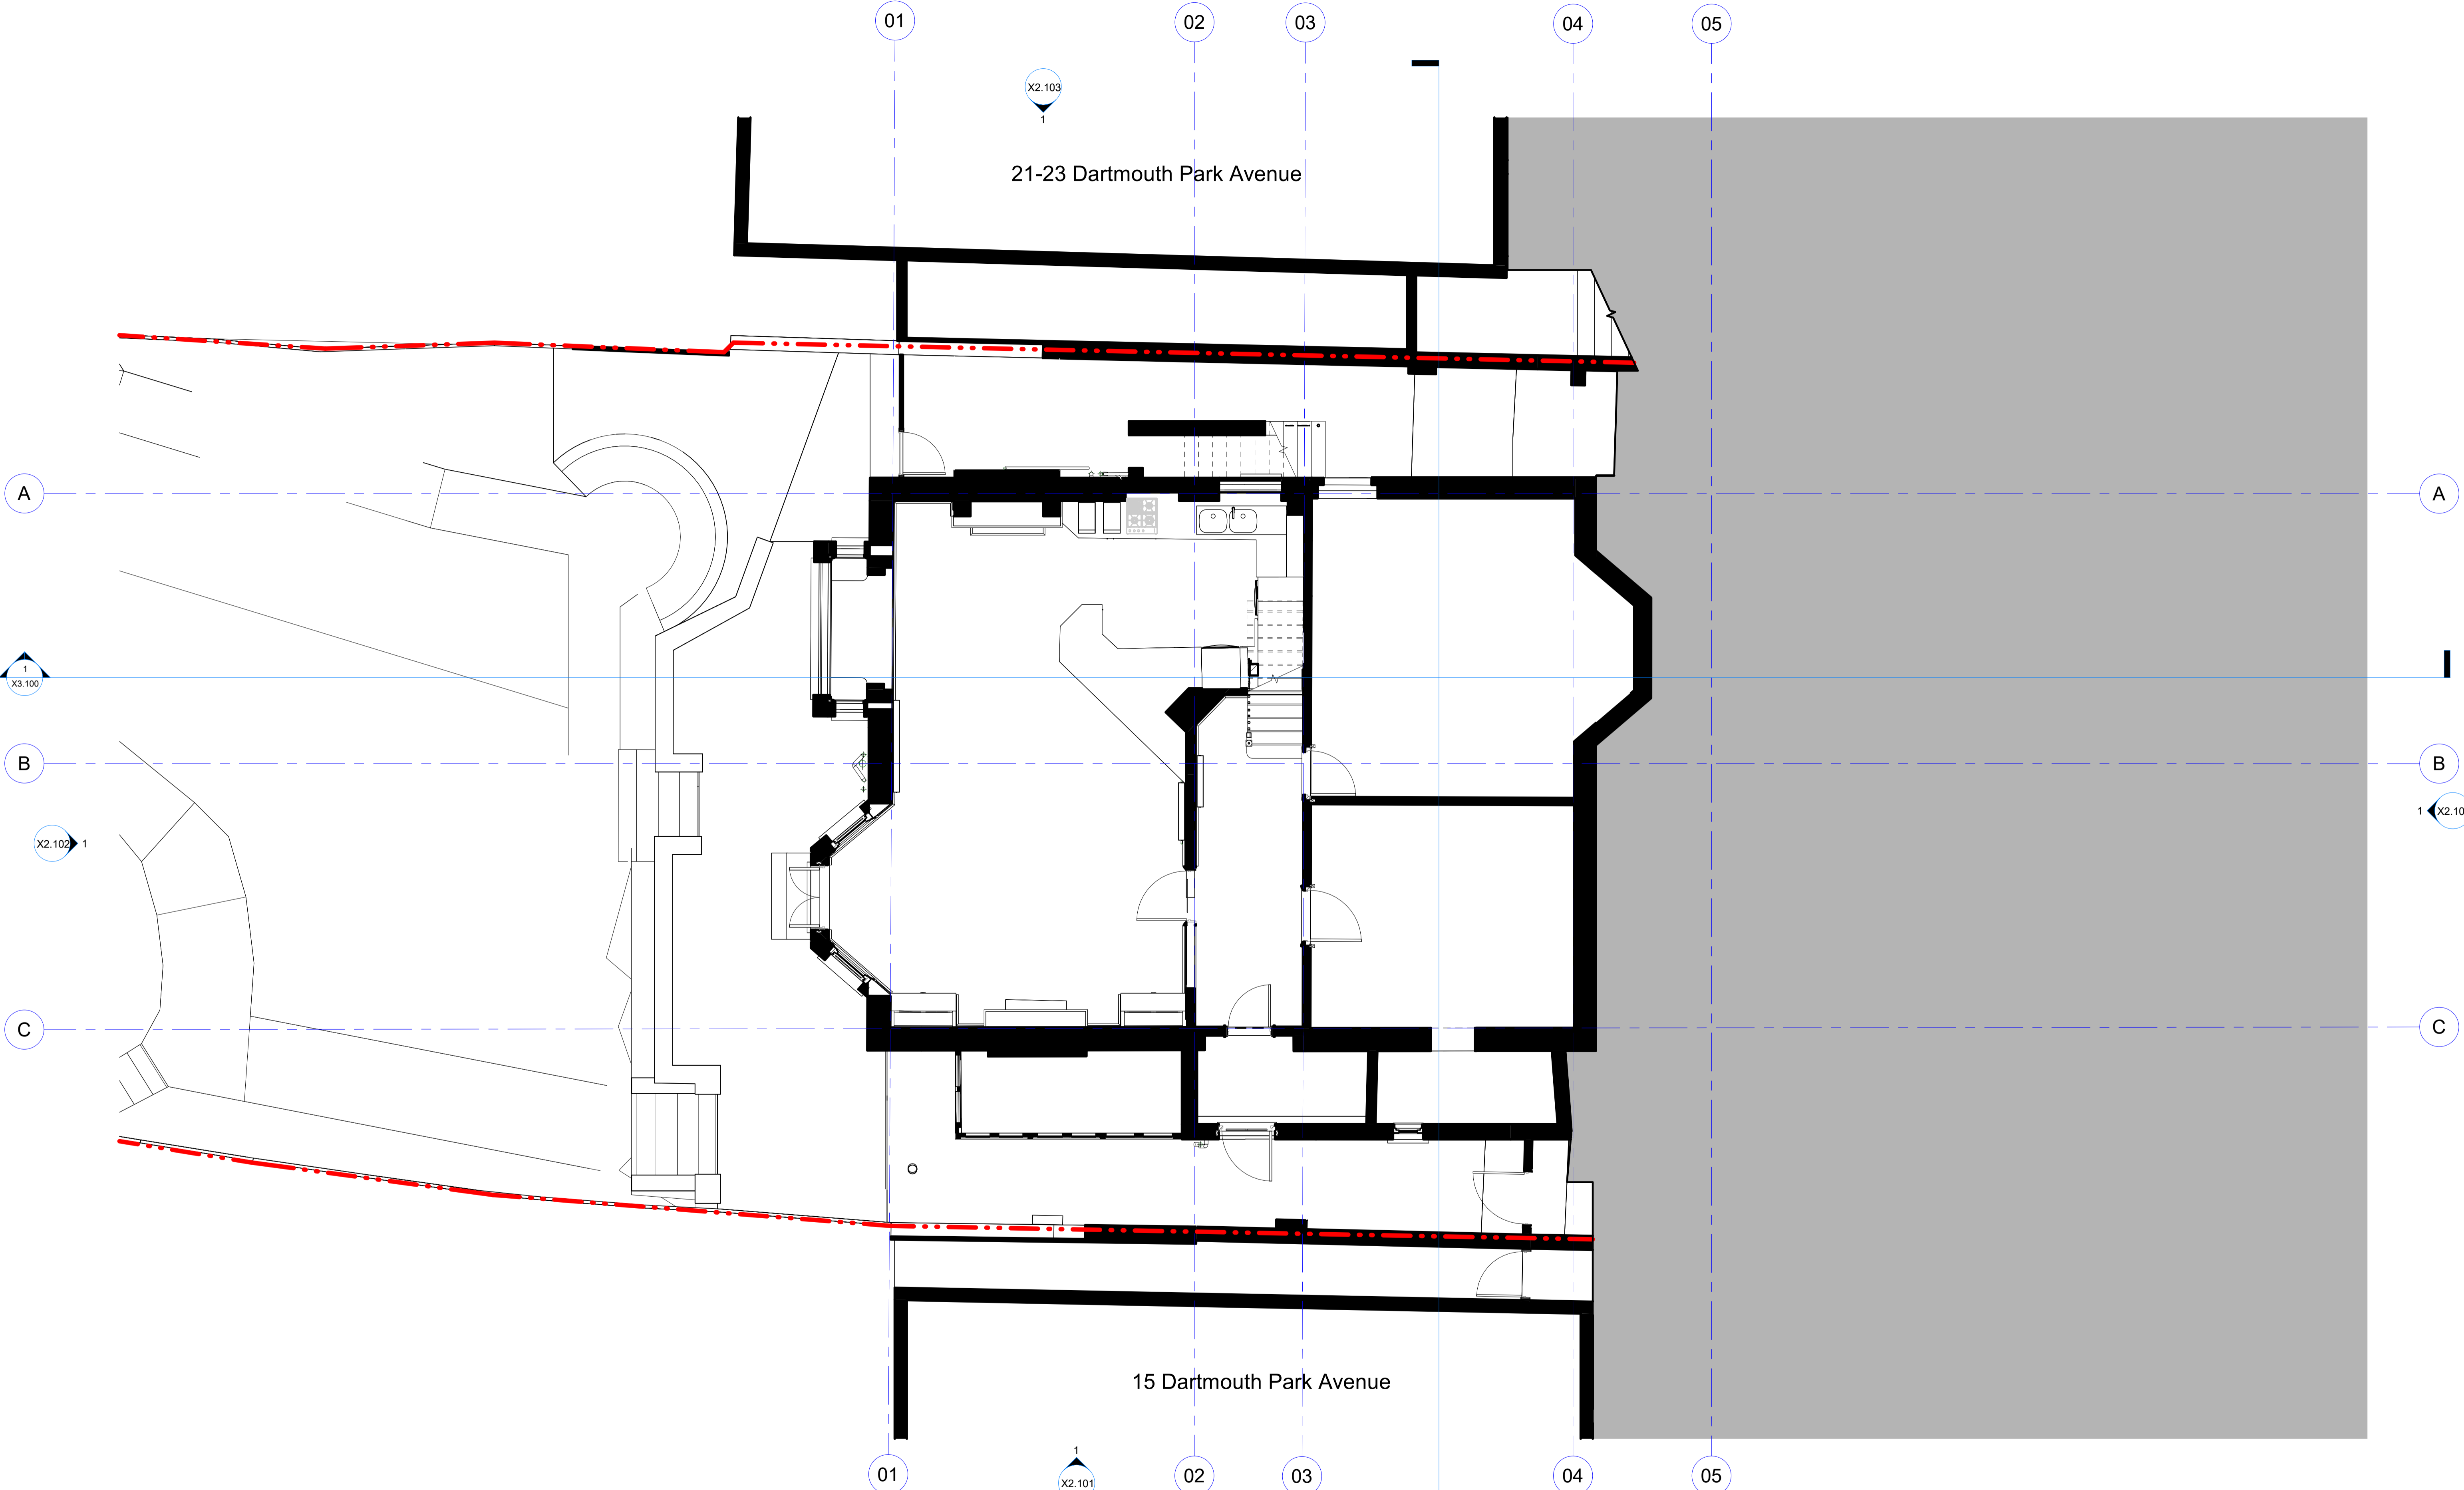 01
02
03
04
05
X2.103
1
21-23 Dartmouth Park Avenue
A
A
1
X3.100
B
B
X2.102
1
1
X2.10
C
C
15 Dartmouth Park Avenue
1
X2.101
01
02
03
04
05